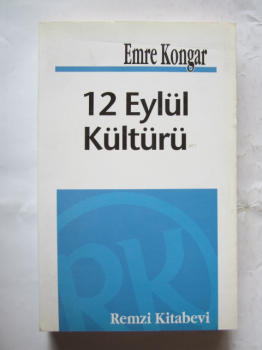 Emre Kongar
12 Eylül
Kültürü
RK
Remzi Kitabevi